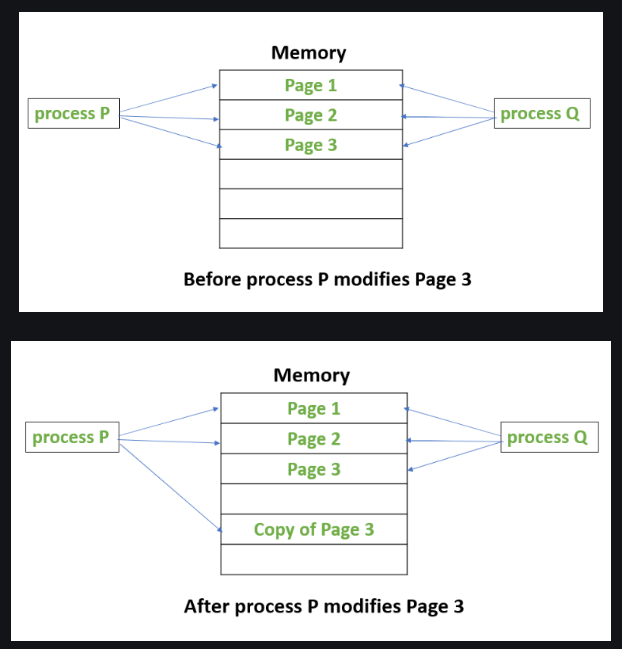 Memory
Page 1
process P
Page 2
process Q
Page 3
Before process P modifies Page 3
Memory
Page 1
process P
Page 2
process Q
Page 3
Copy of Page 3
After process P modifies Page 3